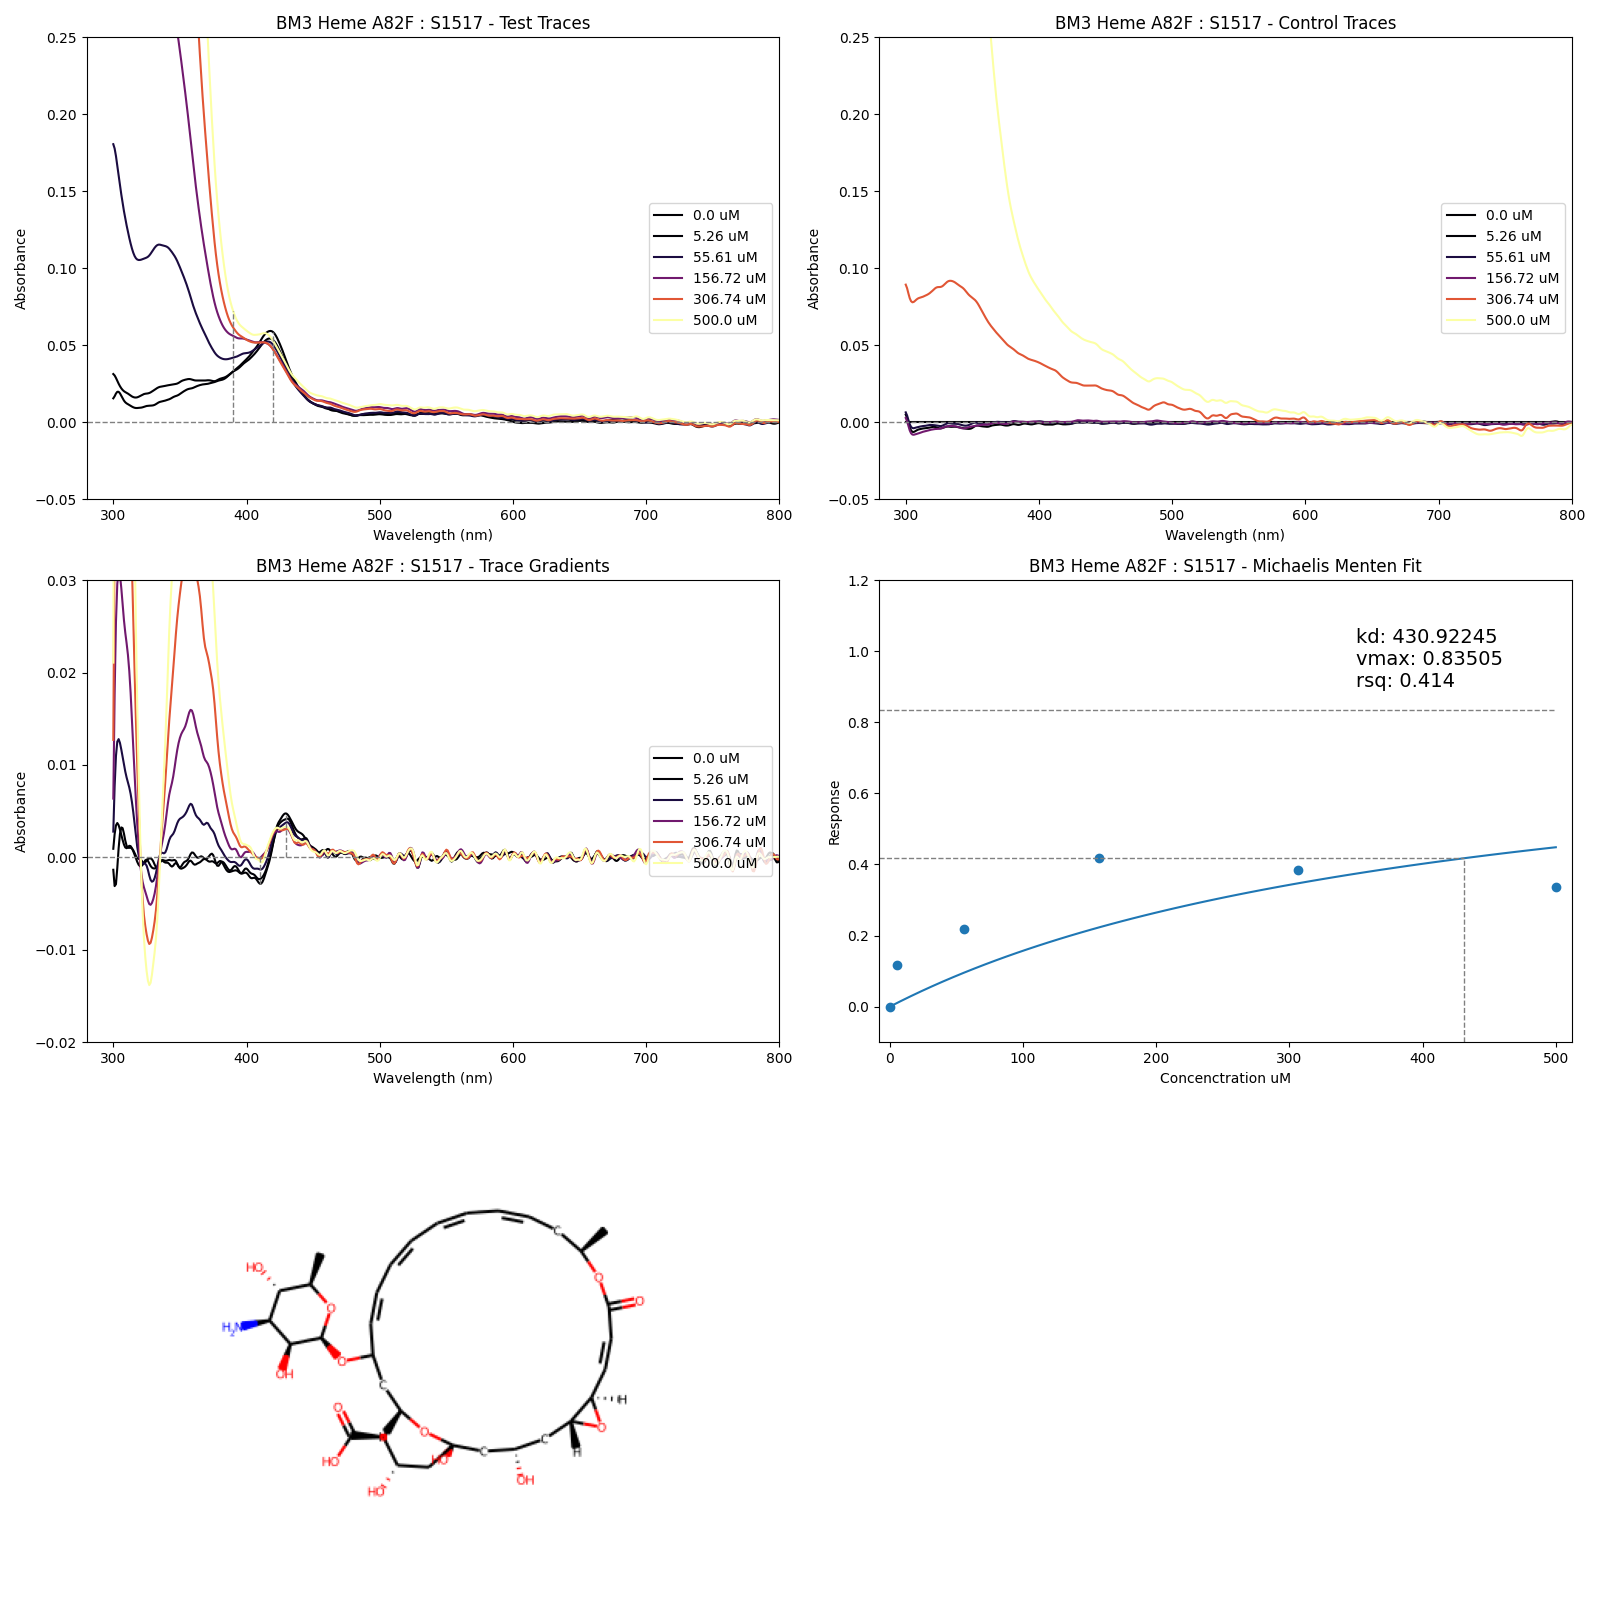 BM3 Heme A82F : S1517 - Test Traces
0.25
0.20
0.15
0.10
0.05
0.00
−0.05
Absorbance
0.0 uM
5.26 uM
55.61 uM
156.72 uM
306.74 uM
500.0 uM
300 400 500 600 700 800
Wavelength (nm)
BM3 Heme A82F : S1517 - Control Traces
0.25
0.20
0.15
0.10
0.05
0.00
−0.05
Absorbance
0.0 uM
5.26 uM
55.61 uM
156.72 uM
306.74 uM
500.0 uM
300 400 500 600 700 800
Wavelength (nm)
BM3 Heme A82F : S1517 - Trace Gradients
0.03
0.02
0.01
0.00
−0.01
−0.02
Absorbance
0.0 uM
5.26 uM
55.61 uM
156.72 uM
306.74 uM
500.0 uM
300 400 500 600 700 800
Wavelength (nm)
BM3 Heme A82F : S1517 - Michaelis Menten Fit
1.2
1.0
0.8
0.6
0.4
0.2
0.0
Response
kd: 430.92245
vmax: 0.83505
rsq: 0.414
0 100 200 300 400 500
Concenctration uM
C
HO
O
O
O
H₂N
O
OH
C
H
O
O
O
HO
HO
C
C
H
OH
HO